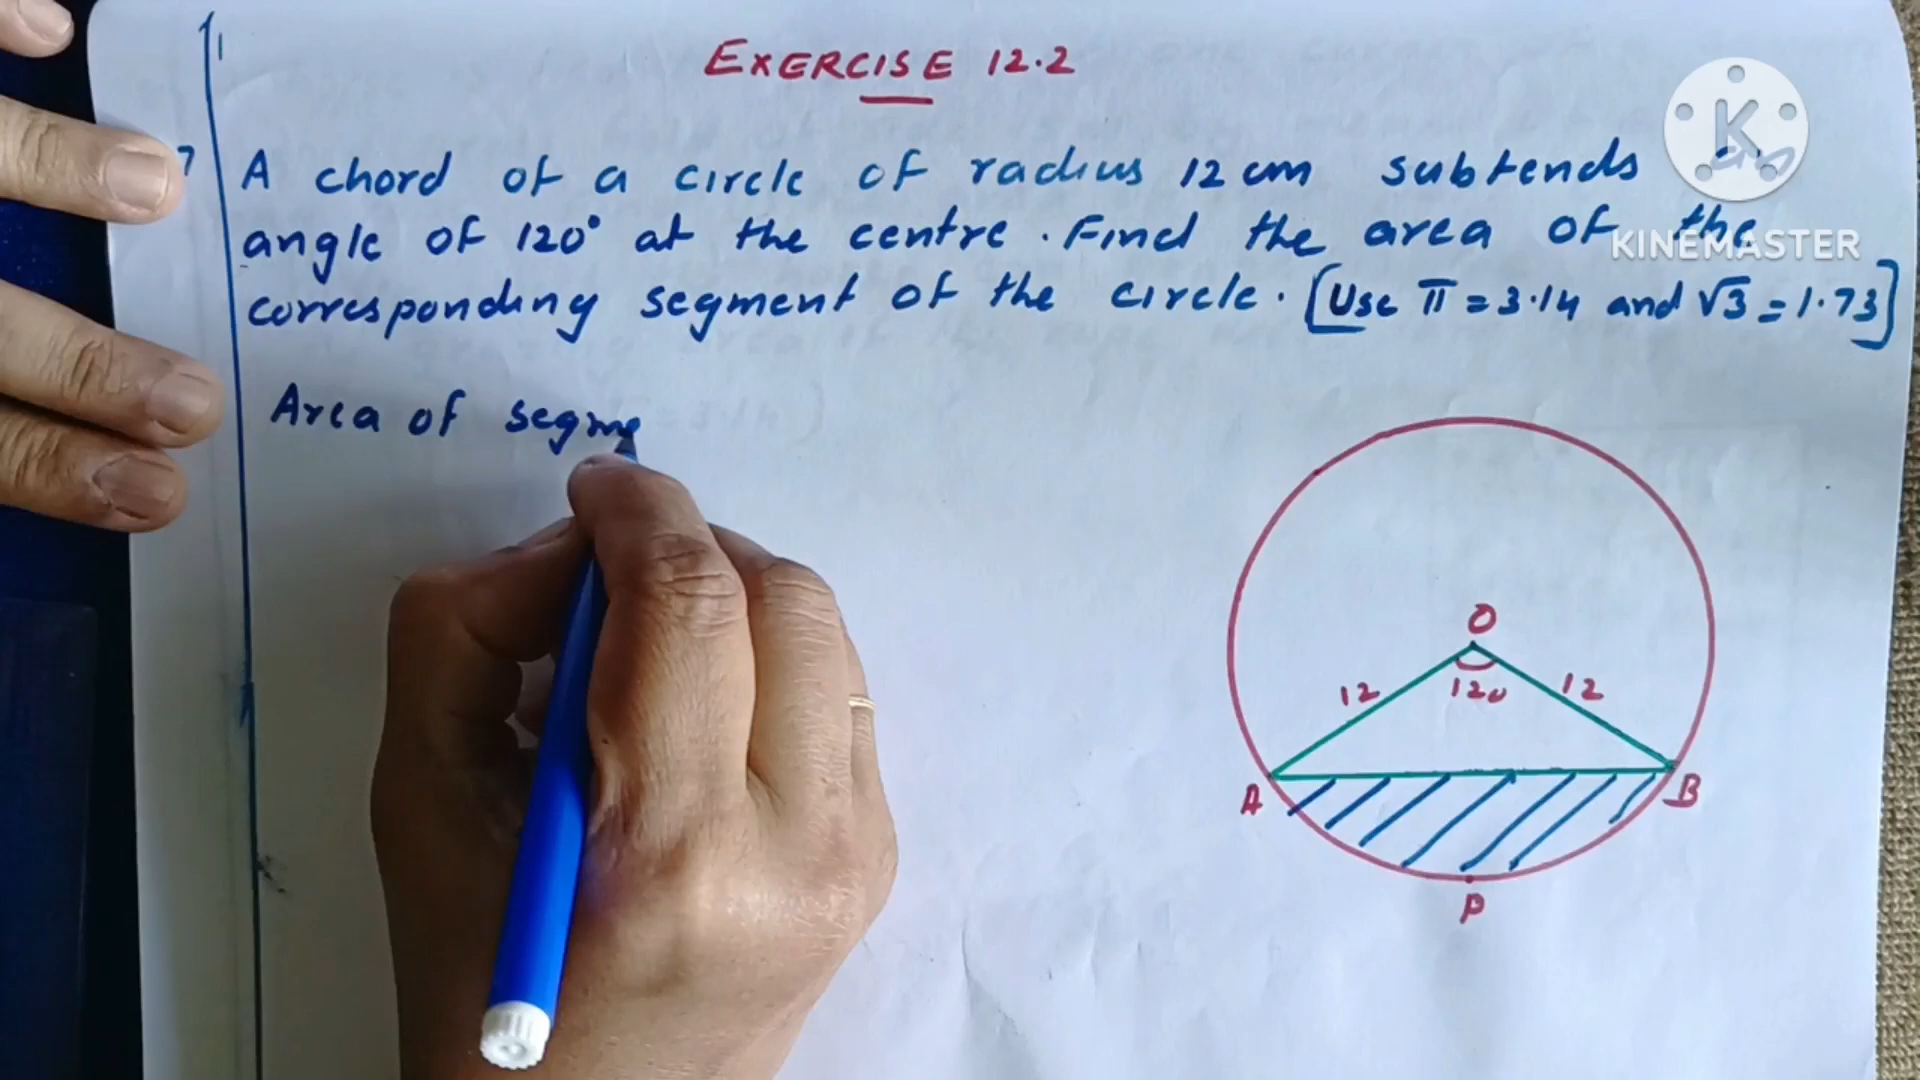 EXERCISE 12.2
7 A chord of a circle of radius 12 cm subtends an
angle of 120° at the centre. Find the area of the
corresponding segment of the circle. [Use π = 3.14 and √3 = 1.73]
Area of segme
O
12 120 12
A B
P
K
KINEMASTER